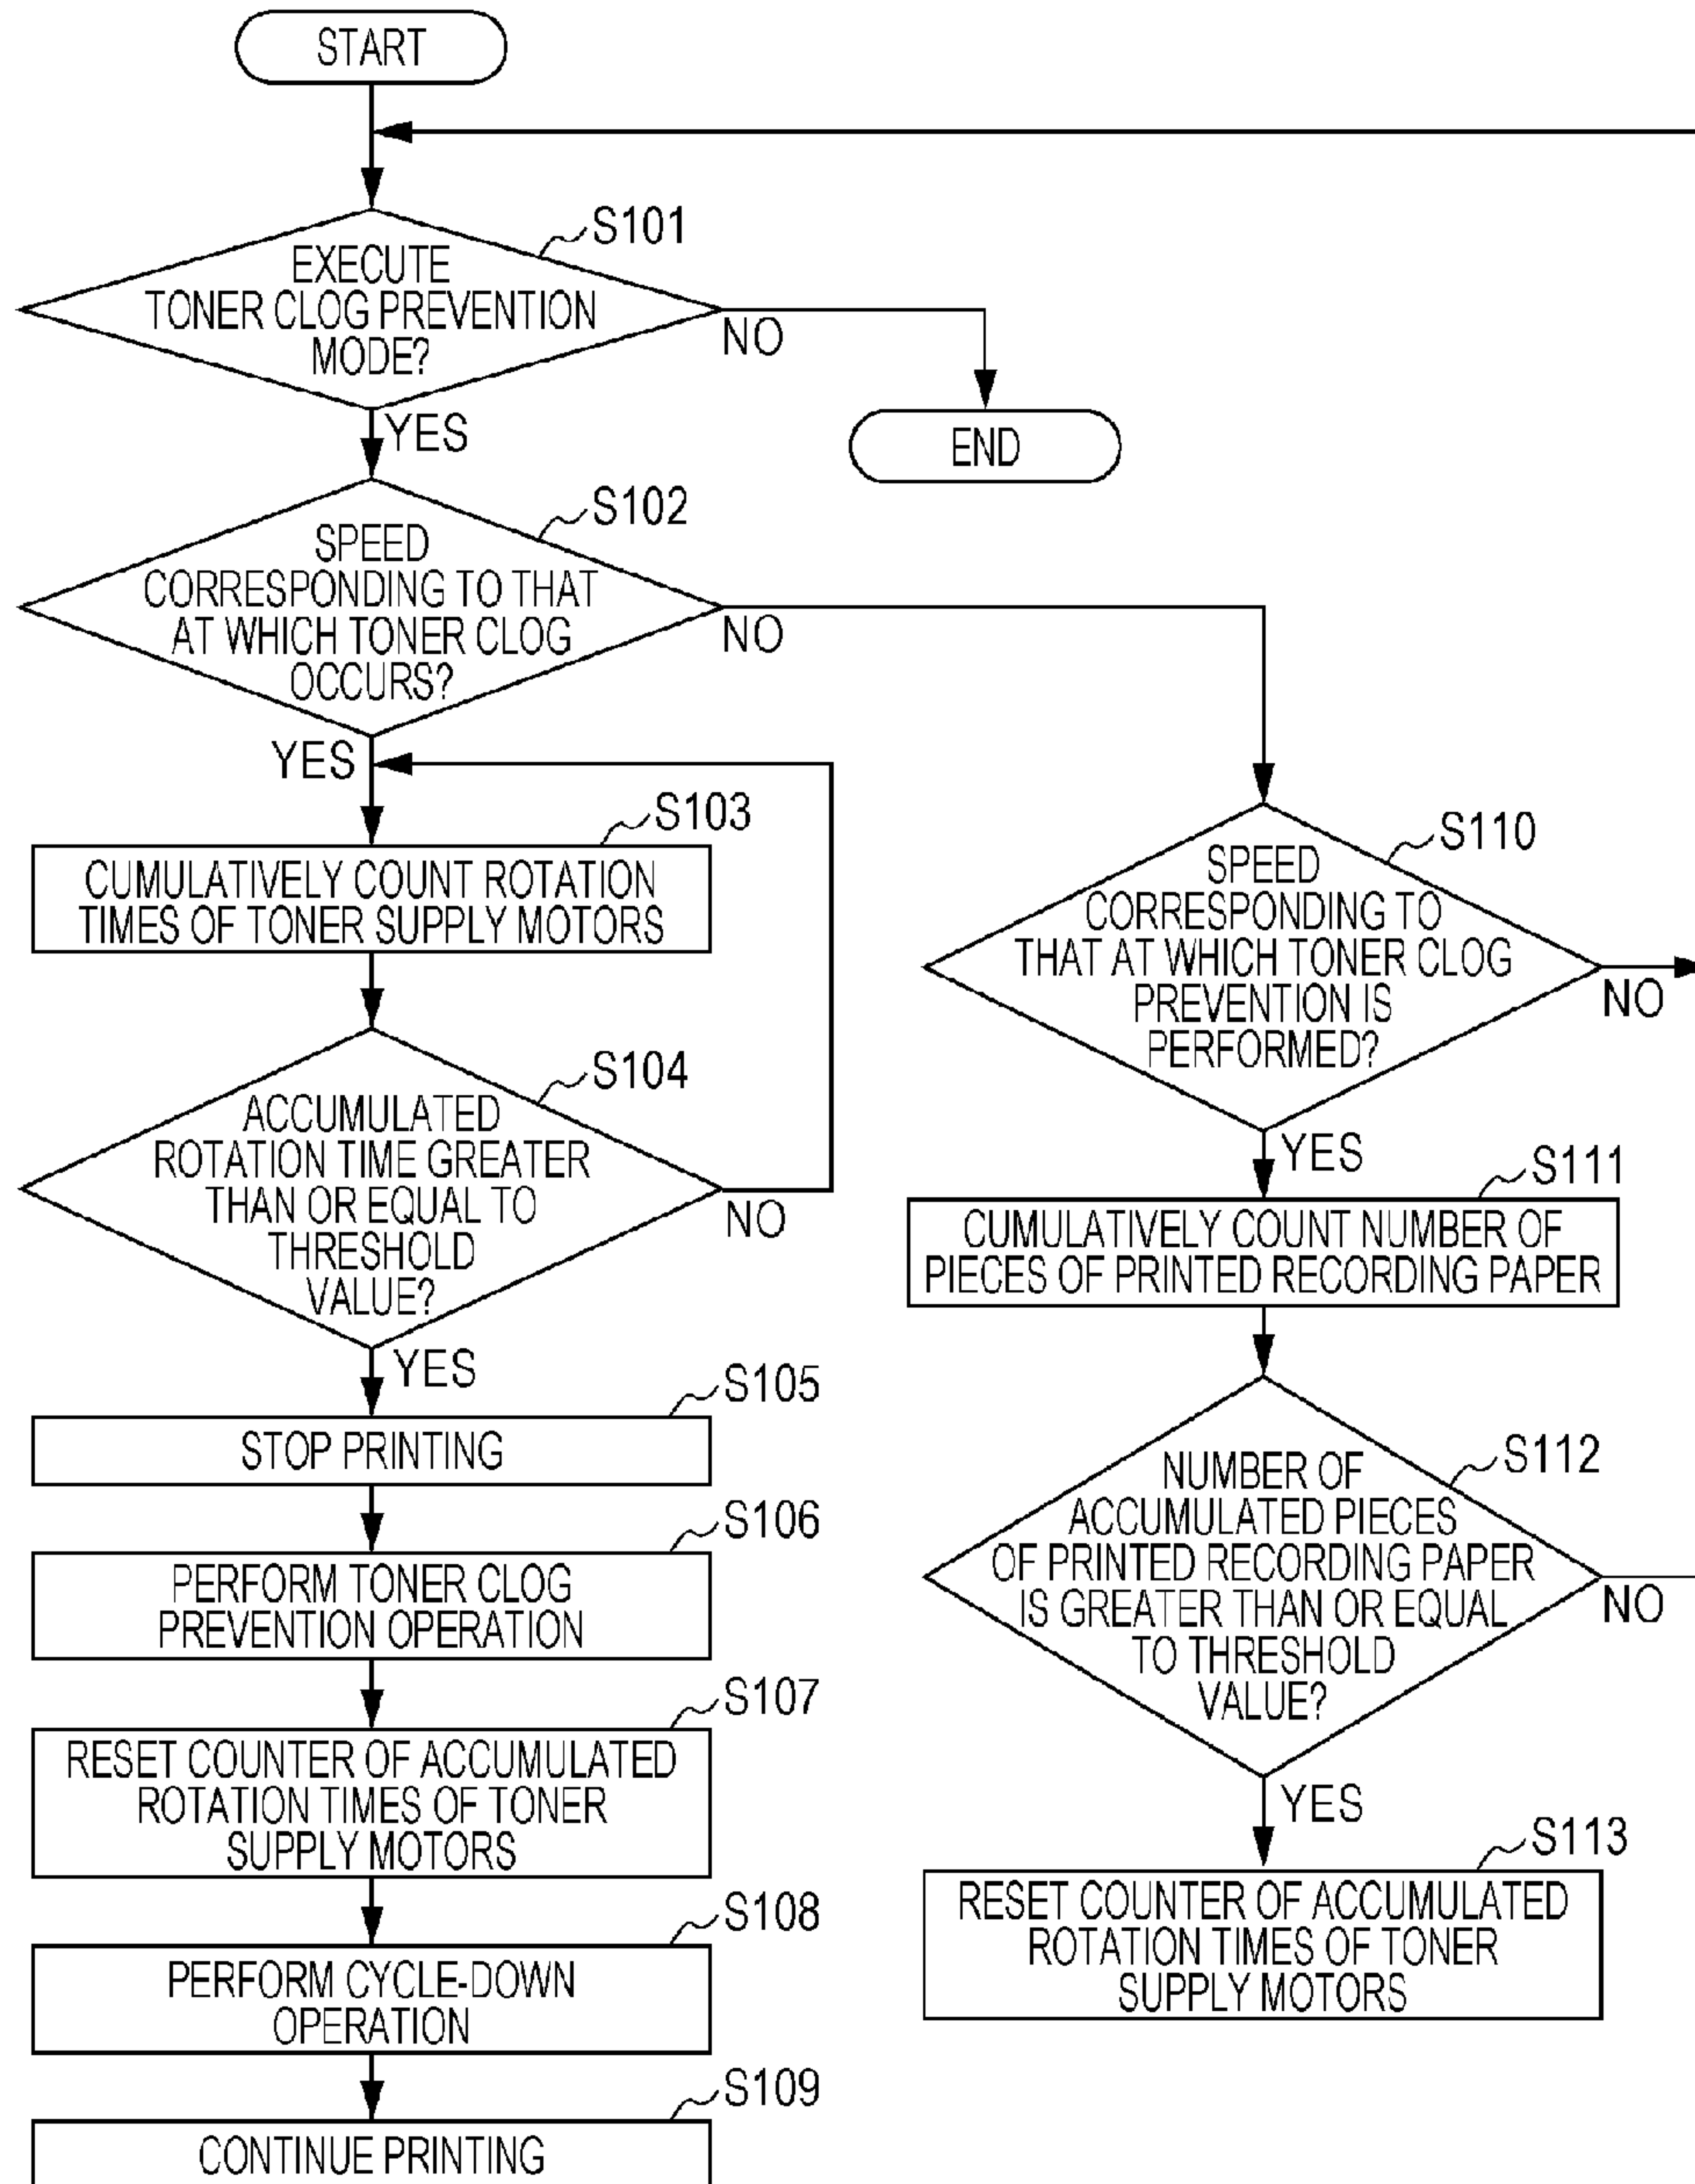 START
S101
EXECUTE
TONER CLOG PREVENTION
MODE?
NO
YES
END
S102
SPEED
CORRESPONDING TO THAT
AT WHICH TONER CLOG
OCCURS?
NO
YES
S103
CUMULATIVELY COUNT ROTATION
TIMES OF TONER SUPPLY MOTORS
S104
ACCUMULATED
ROTATION TIME GREATER
THAN OR EQUAL TO
THRESHOLD
VALUE?
NO
YES
S105
STOP PRINTING
S106
PERFORM TONER CLOG
PREVENTION OPERATION
S107
RESET COUNTER OF ACCUMULATED
ROTATION TIMES OF TONER
SUPPLY MOTORS
S108
PERFORM CYCLE-DOWN
OPERATION
S109
CONTINUE PRINTING
S110
SPEED
CORRESPONDING TO
THAT AT WHICH TONER CLOG
PREVENTION IS
PERFORMED?
NO
YES
S111
CUMULATIVELY COUNT NUMBER OF
PIECES OF PRINTED RECORDING PAPER
S112
NUMBER OF
ACCUMULATED PIECES
OF PRINTED RECORDING PAPER
IS GREATER THAN OR EQUAL
TO THRESHOLD
VALUE?
NO
YES
S113
RESET COUNTER OF ACCUMULATED
ROTATION TIMES OF TONER
SUPPLY MOTORS